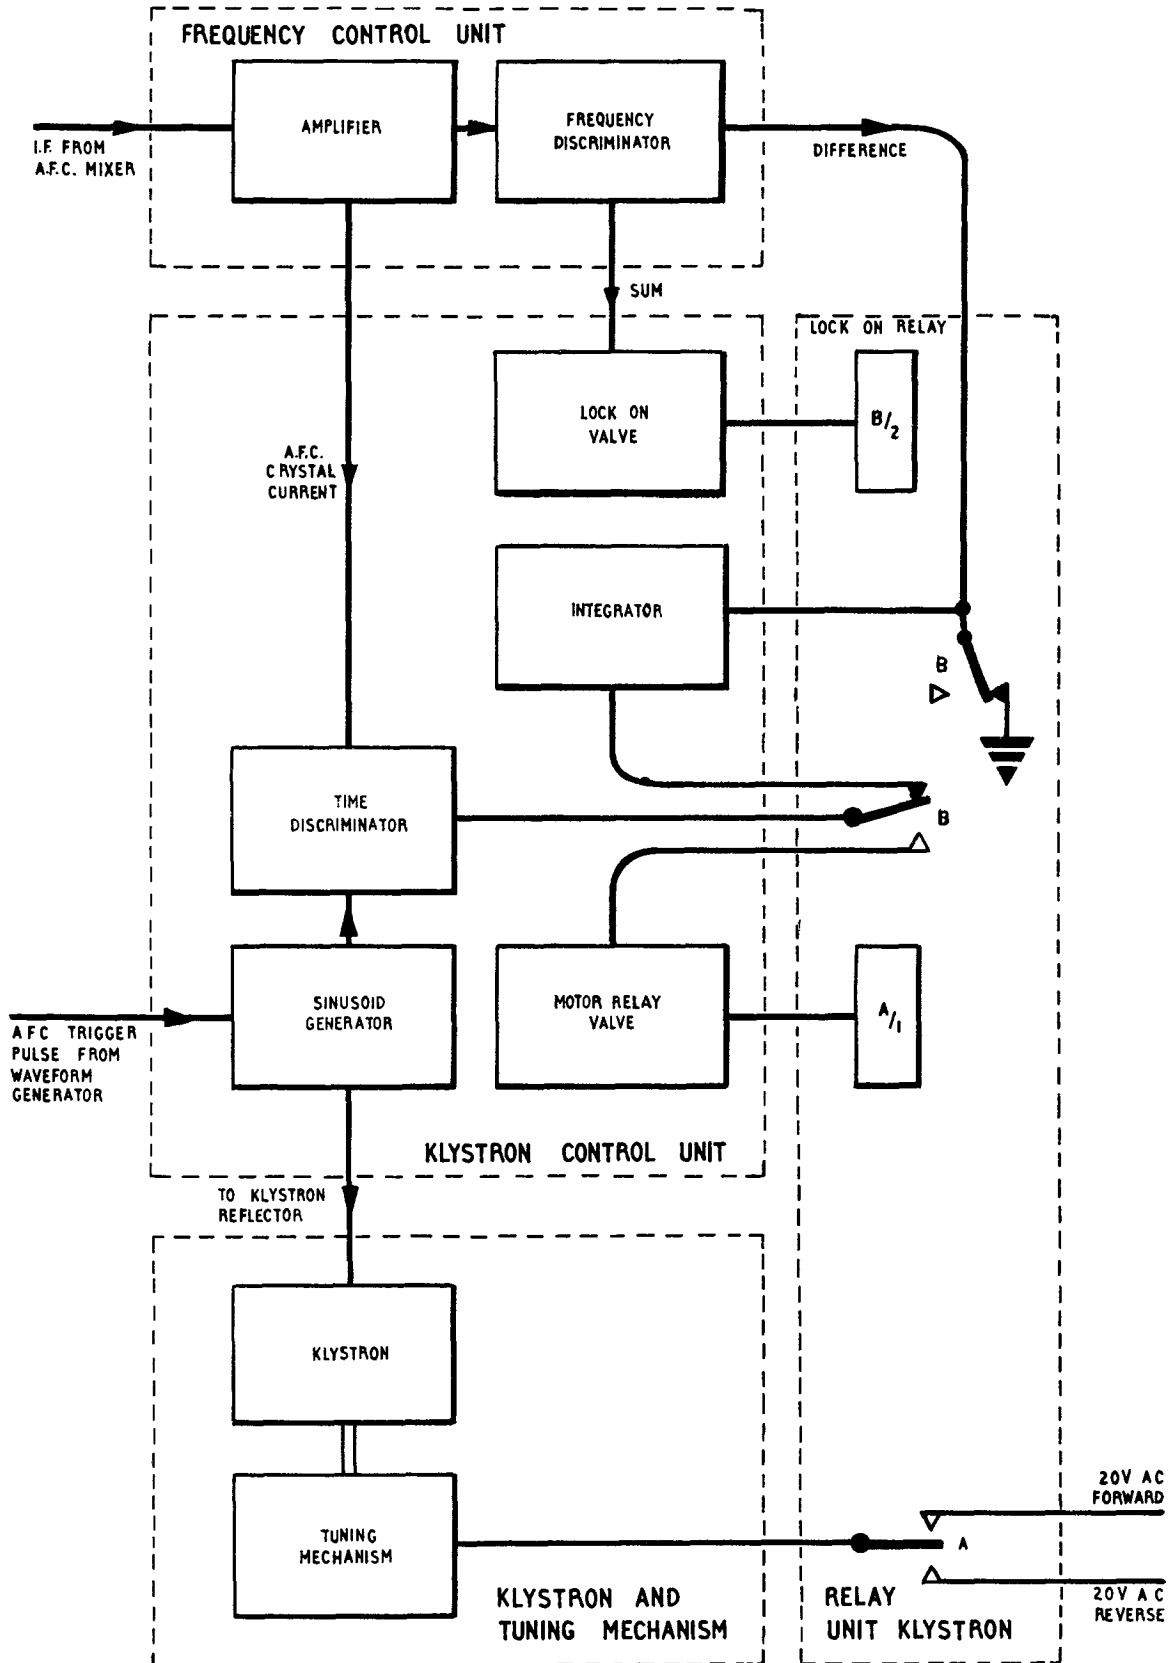 FREQUENCY CONTROL UNIT
AMPLIFIER
FREQUENCY
DISCRIMINATOR
I.F. FROM
A.F.C. MIXER
DIFFERENCE
SUM
LOCK ON RELAY
LOCK ON
VALVE
B/2
A.F.C.
CRYSTAL
CURRENT
INTEGRATOR
B
TIME
DISCRIMINATOR
B
SINUSOID
GENERATOR
MOTOR RELAY
VALVE
A/1
A F C TRIGGER
PULSE FROM
WAVEFORM
GENERATOR
KLYSTRON CONTROL UNIT
TO KLYSTRON
REFLECTOR
KLYSTRON
20V AC
FORWARD
TUNING
MECHANISM
A
KLYSTRON AND
TUNING MECHANISM
RELAY
UNIT KLYSTRON
20V A C
REVERSE